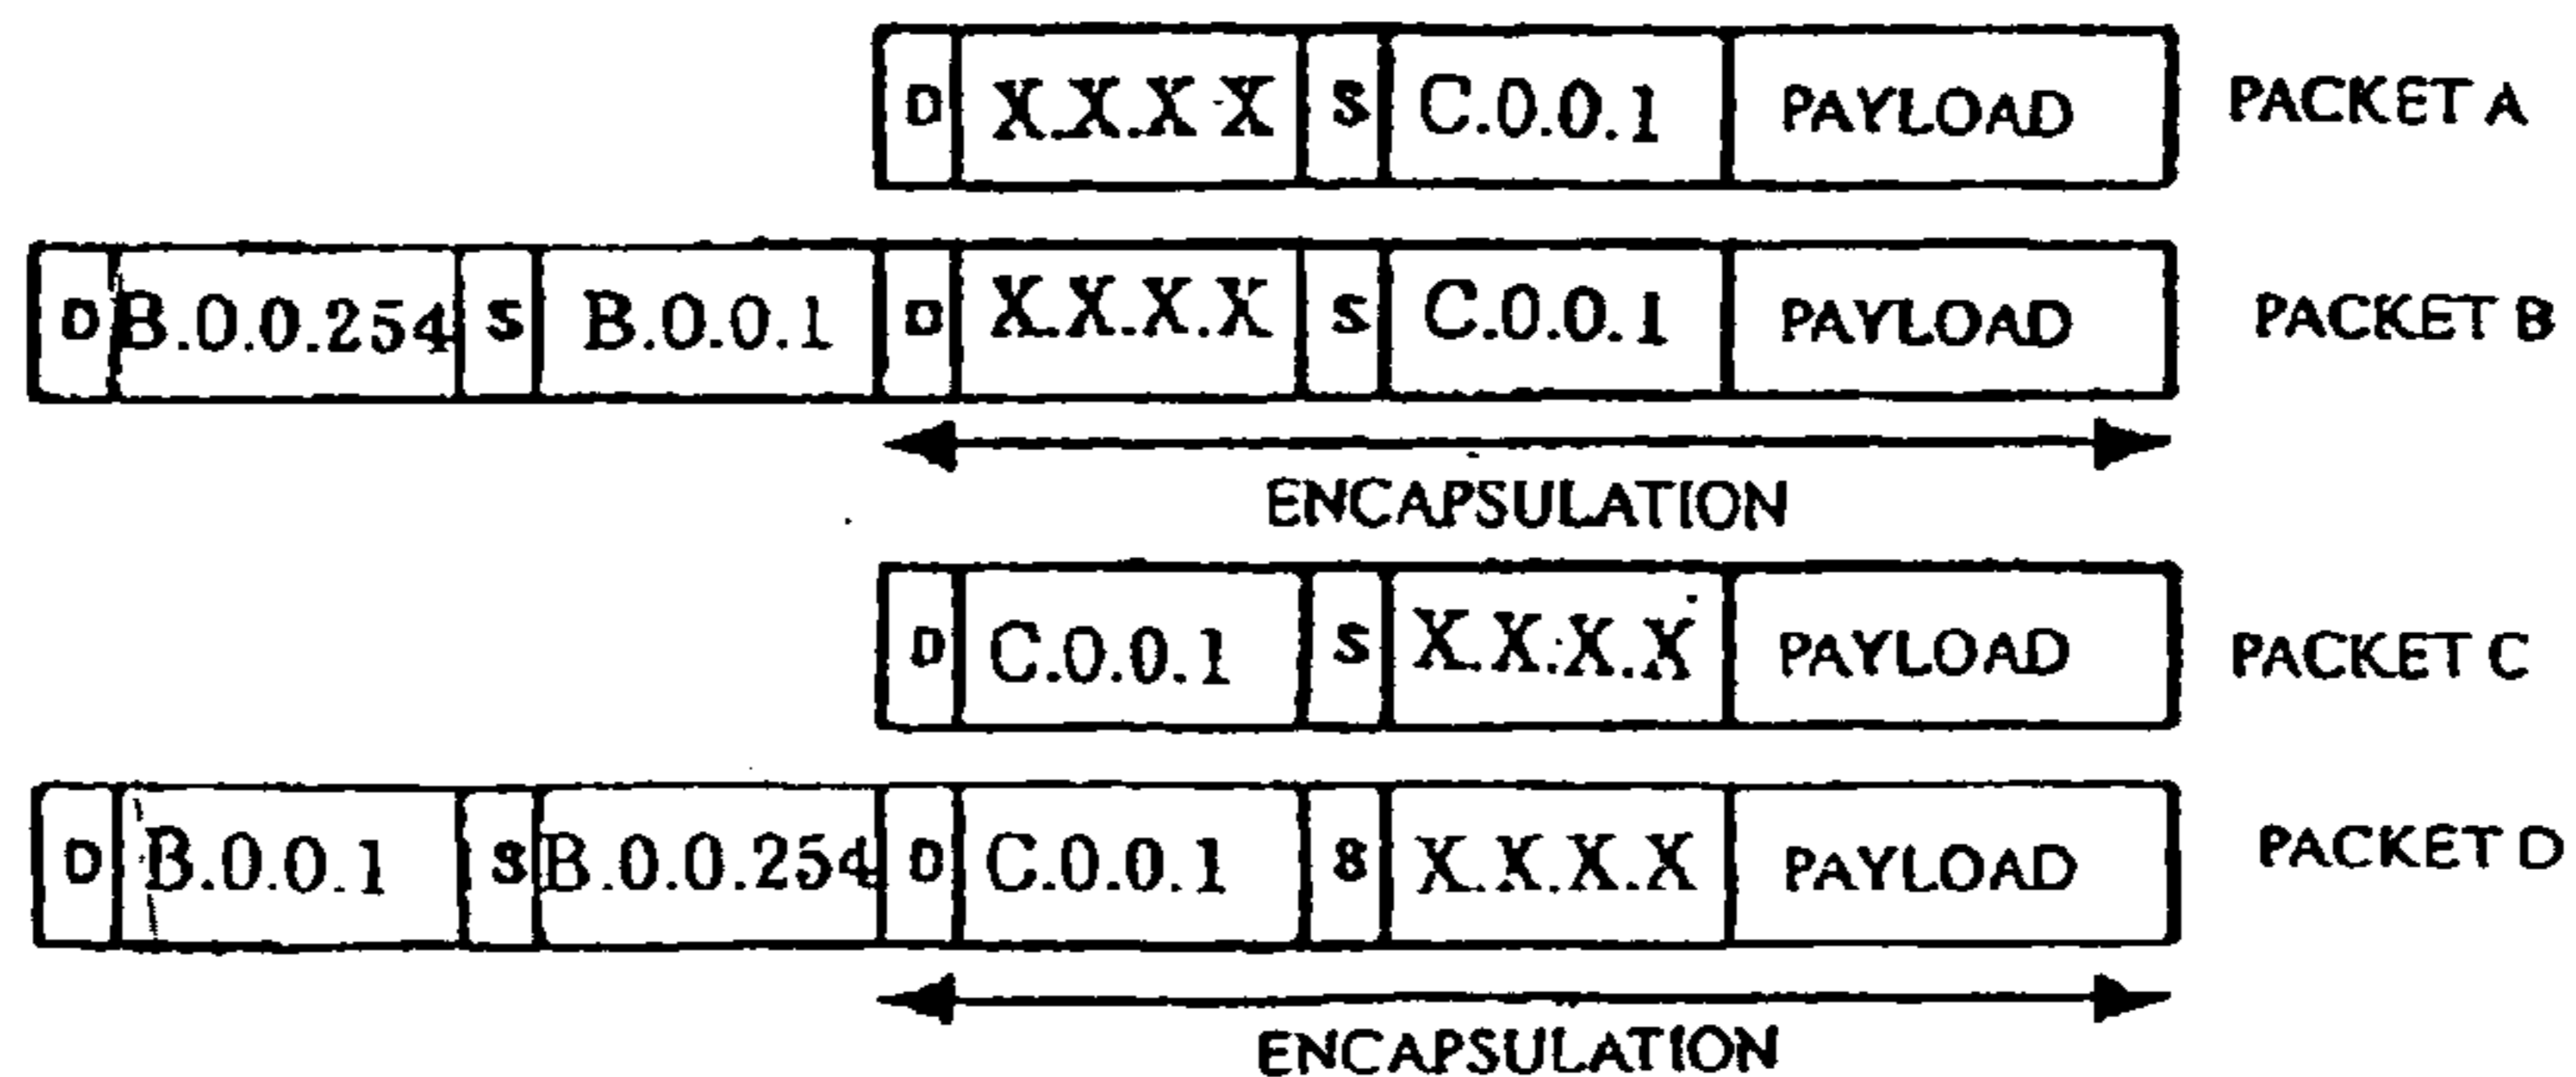 D X.X.X.X S C.0.0.1 PAYLOAD PACKET A
D B.0.0.254 S B.0.0.1 D X.X.X.X S C.0.0.1 PAYLOAD PACKET B
ENCAPSULATION
D C.0.0.1 S X.X.X.X PAYLOAD PACKET C
D B.0.0.1 S B.0.0.254 D C.0.0.1 S X.X.X.X PAYLOAD PACKET D
ENCAPSULATION